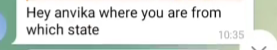 Hey anvika where you are from
which state
10:35